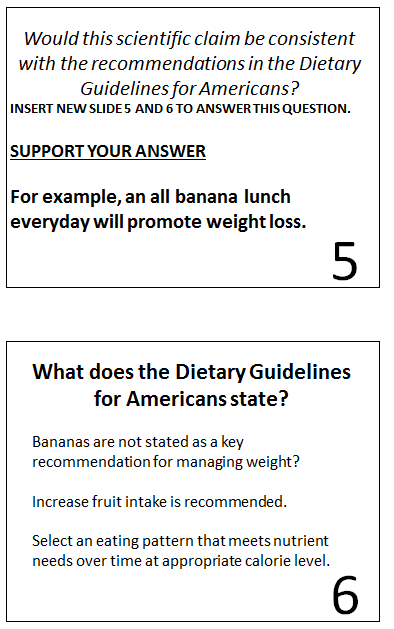 Would this scientific claim be consistent
with the recommendations in the Dietary
Guidelines for Americans?
INSERT NEW SLIDE 5 AND 6 TO ANSWER THIS QUESTION.
SUPPORT YOUR ANSWER
For example, an all banana lunch
everyday will promote weight loss.
5
What does the Dietary Guidelines
for Americans state?
Bananas are not stated as a key
recommendation for managing weight?
Increase fruit intake is recommended.
Select an eating pattern that meets nutrient
needs over time at appropriate calorie level.
6